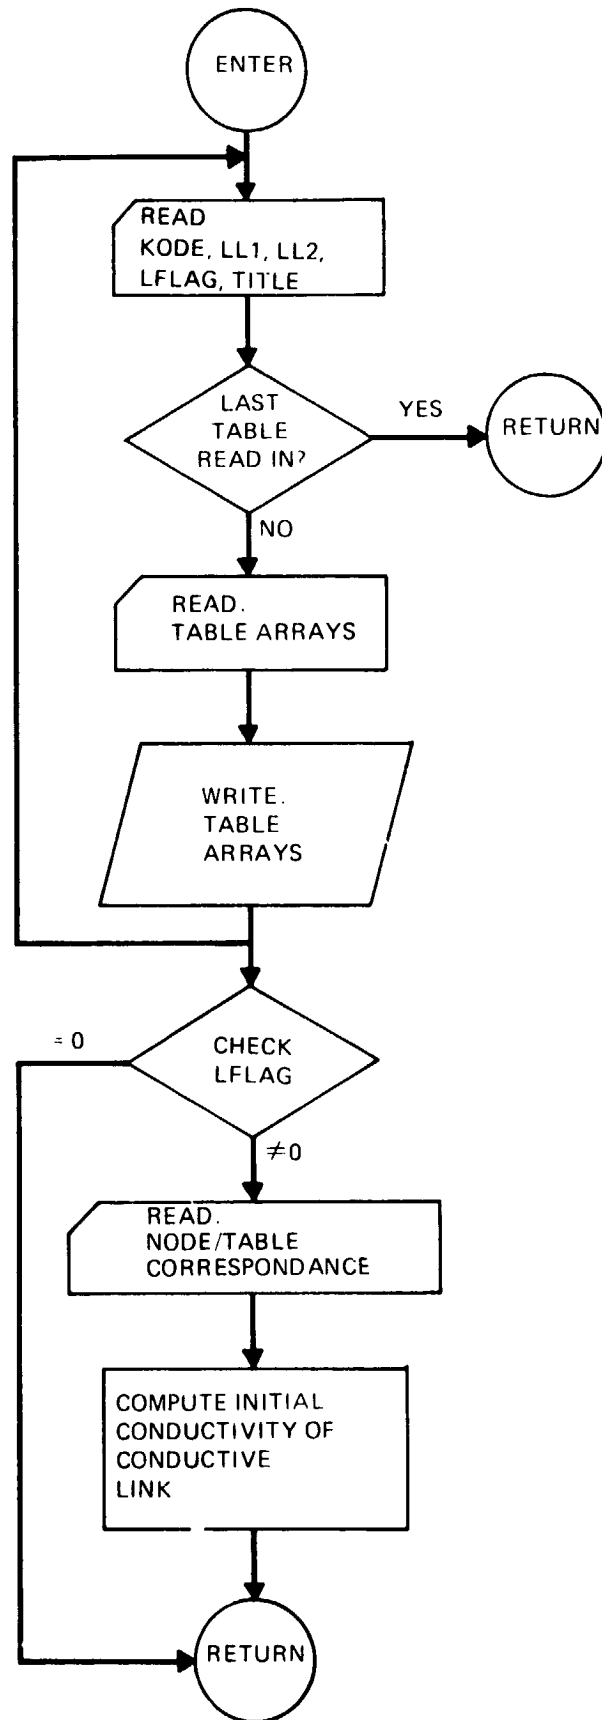 ENTER
READ
KODE, LL1, LL2,
LFLAG, TITLE
LAST
TABLE
READ IN?
YES
RETURN
NO
READ.
TABLE ARRAYS
WRITE.
TABLE
ARRAYS
= 0
CHECK
LFLAG
≠0
READ.
NODE/TABLE
CORRESPONDANCE
COMPUTE INITIAL
CONDUCTIVITY OF
CONDUCTIVE
LINK
RETURN